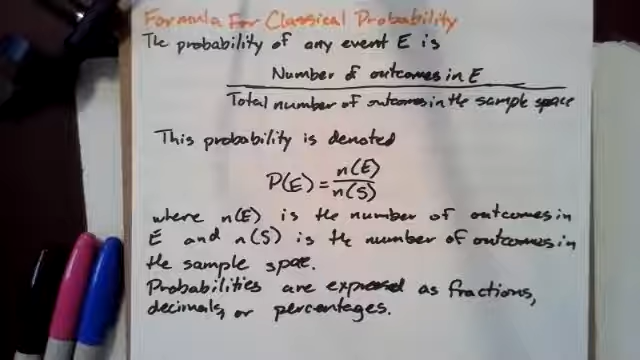 Formula For Classical Probability
The probability of any event E is
Number of outcomes in E
Total number of outcomes in the sample space
This probability is denoted
P(E) = n(E)
n(S)
where n(E) is the number of outcomes in
E and n(S) is the number of outcomes in
the sample spae.
Probabilities are expressed as fractions,
decimals, or percentages.